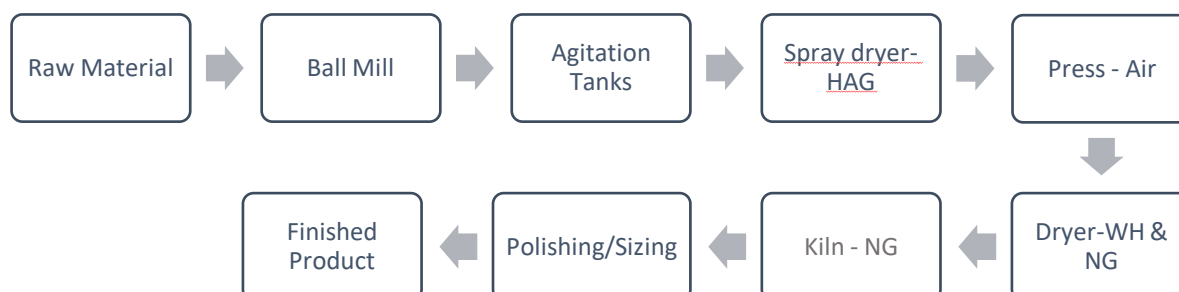 Raw Material
Ball Mill
Agitation
Tanks
Spray dryer-
HAG
Press - Air
Dryer-WH &
NG
Kiln - NG
Polishing/Sizing
Finished
Product